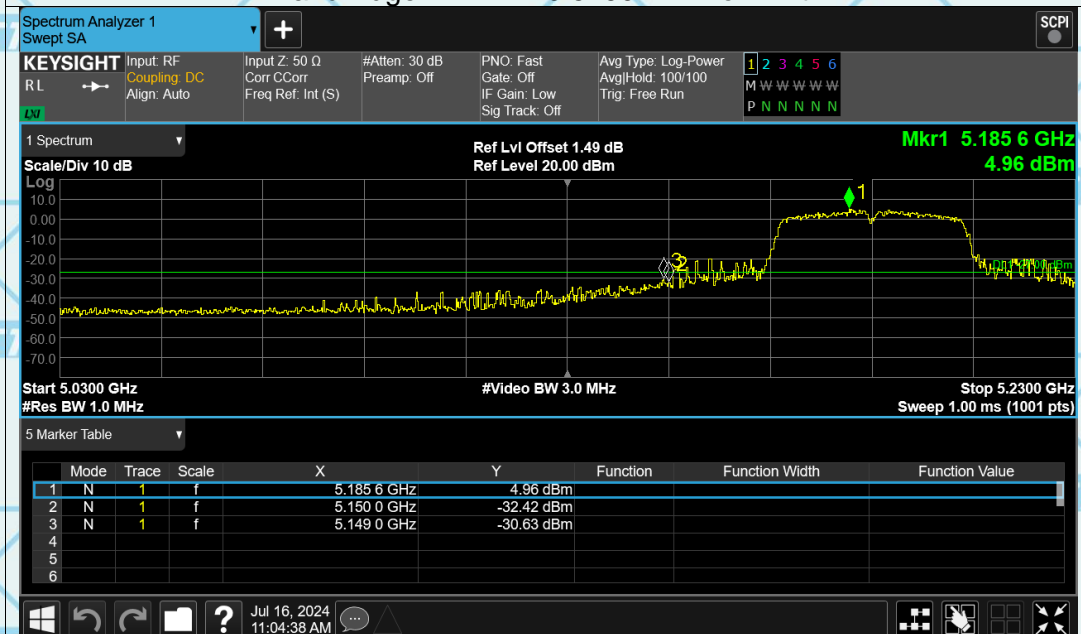 Spectrum Analyzer 1
Swept SA
+
SCPI
KEYSIGHT
RL
LXI
Input: RF
Coupling: DC
Align: Auto
Input Z: 50 Ω
Corr CCorr
Freq Ref: Int (S)
#Atten: 30 dB
Preamp: Off
PNO: Fast
Gate: Off
IF Gain: Low
Sig Track: Off
Avg Type: Log-Power
Avg|Hold: 100/100
Trig: Free Run
1 2 3 4 5 6
M W W W W W
P N N N N N
1 Spectrum
Scale/Div 10 dB
Ref Lvl Offset 1.49 dB
Ref Level 20.00 dBm
Mkr1 5.185 6 GHz
4.96 dBm
Log
10.0
0.00
-10.0
-20.0
-30.0
-40.0
-50.0
-60.0
-70.0
1
3
2
Start 5.0300 GHz
#Video BW 3.0 MHz
Stop 5.2300 GHz
#Res BW 1.0 MHz
Sweep 1.00 ms (1001 pts)
5 Marker Table
Mode Trace Scale X Y Function Function Width Function Value
1 N 1 f 5.185 6 GHz 4.96 dBm
2 N 1 f 5.150 0 GHz -32.42 dBm
3 N 1 f 5.149 0 GHz -30.63 dBm
4
5
6
?
Jul 16, 2024
11:04:38 AM